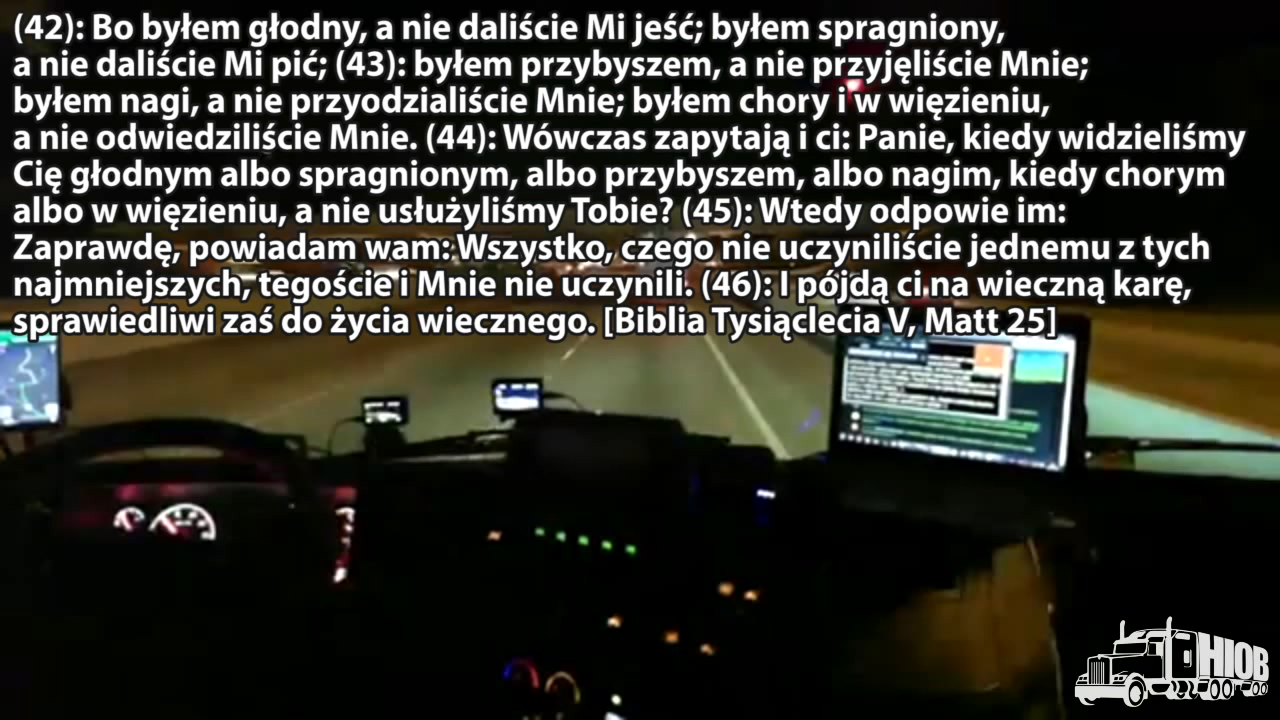 (42): Bo byłem głodny, a nie daliście Mi jeść; byłem spragniony,
a nie daliście Mi pić; (43): byłem przybyszem, a nie przyjęliście Mnie;
byłem nagi, a nie przyodzialiście Mnie; byłem chory i w więzieniu,
a nie odwiedziliście Mnie. (44): Wówczas zapytają i ci: Panie, kiedy widzieliśmy
Cię głodnym albo spragnionym, albo przybyszem, albo nagim, kiedy chorym
albo w więzieniu, a nie usłużyliśmy Tobie? (45): Wtedy odpowie im:
Zaprawdę, powiadam wam: Wszystko, czego nie uczyniliście jednemu z tych
najmniejszych, tegoście i Mnie nie uczynili. (46): I pójdą ci na wieczną karę,
sprawiedliwi zaś do życia wiecznego. [Biblia Tysiąclecia V, Matt 25]
HIOB